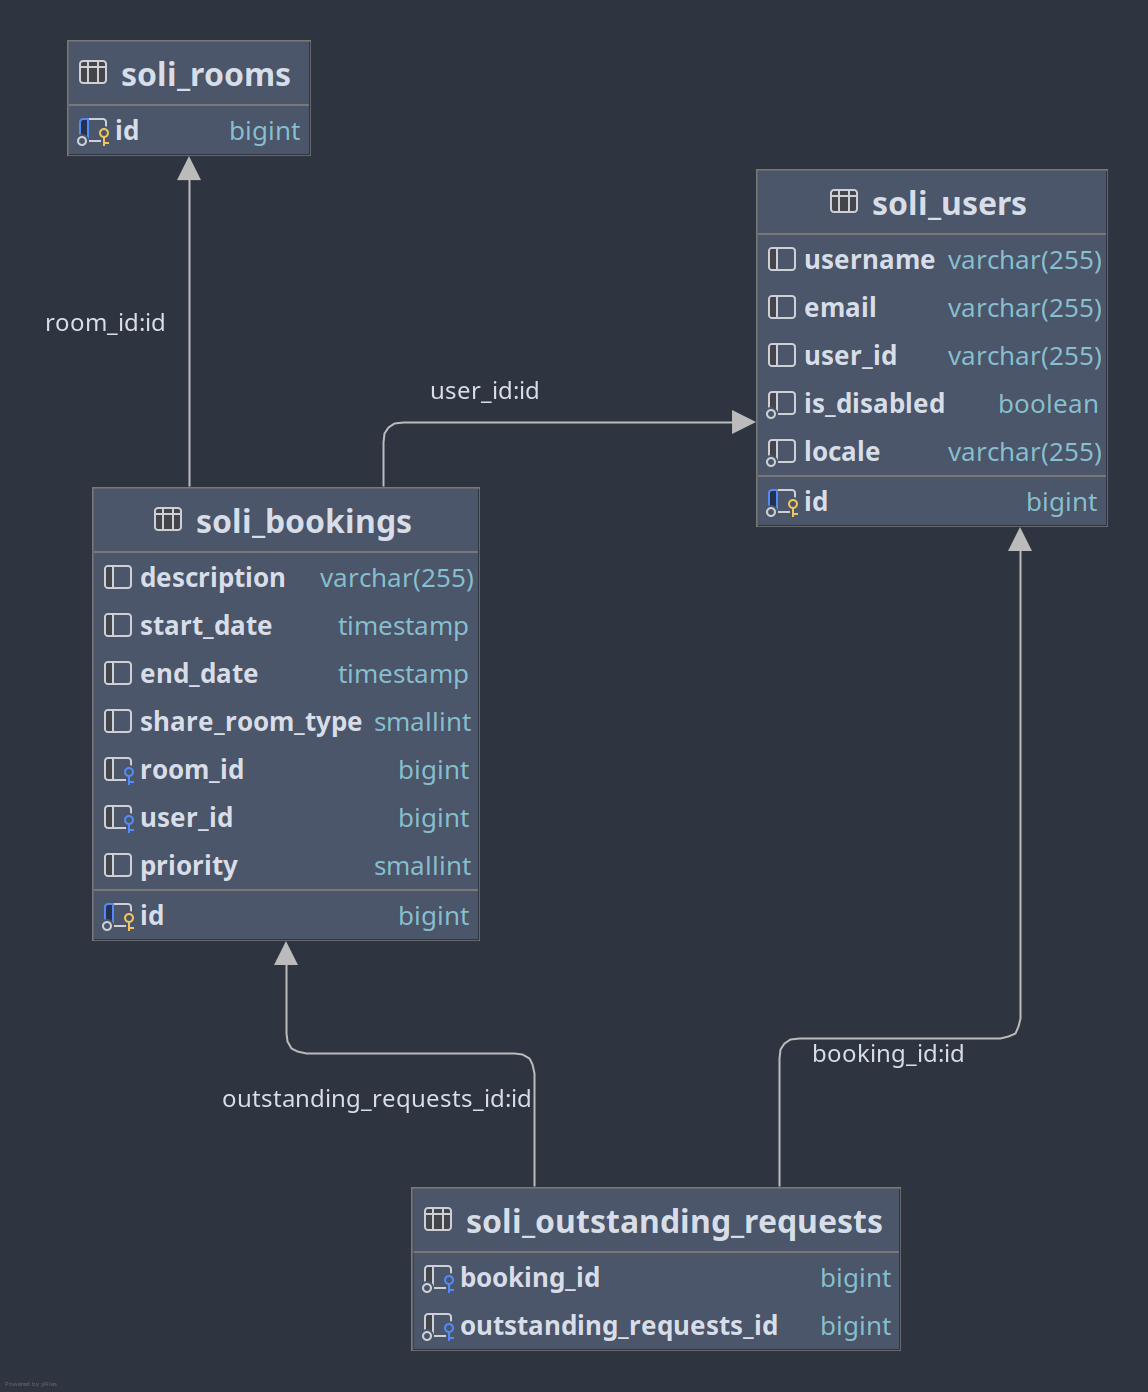 soli_rooms
id bigint
soli_users
username varchar(255)
email varchar(255)
user_id varchar(255)
is_disabled boolean
locale varchar(255)
id bigint
room_id:id
user_id:id
soli_bookings
description varchar(255)
start_date timestamp
end_date timestamp
share_room_type smallint
room_id bigint
user_id bigint
priority smallint
id bigint
booking_id:id
outstanding_requests_id:id
soli_outstanding_requests
booking_id bigint
outstanding_requests_id bigint
Powered by yFiles